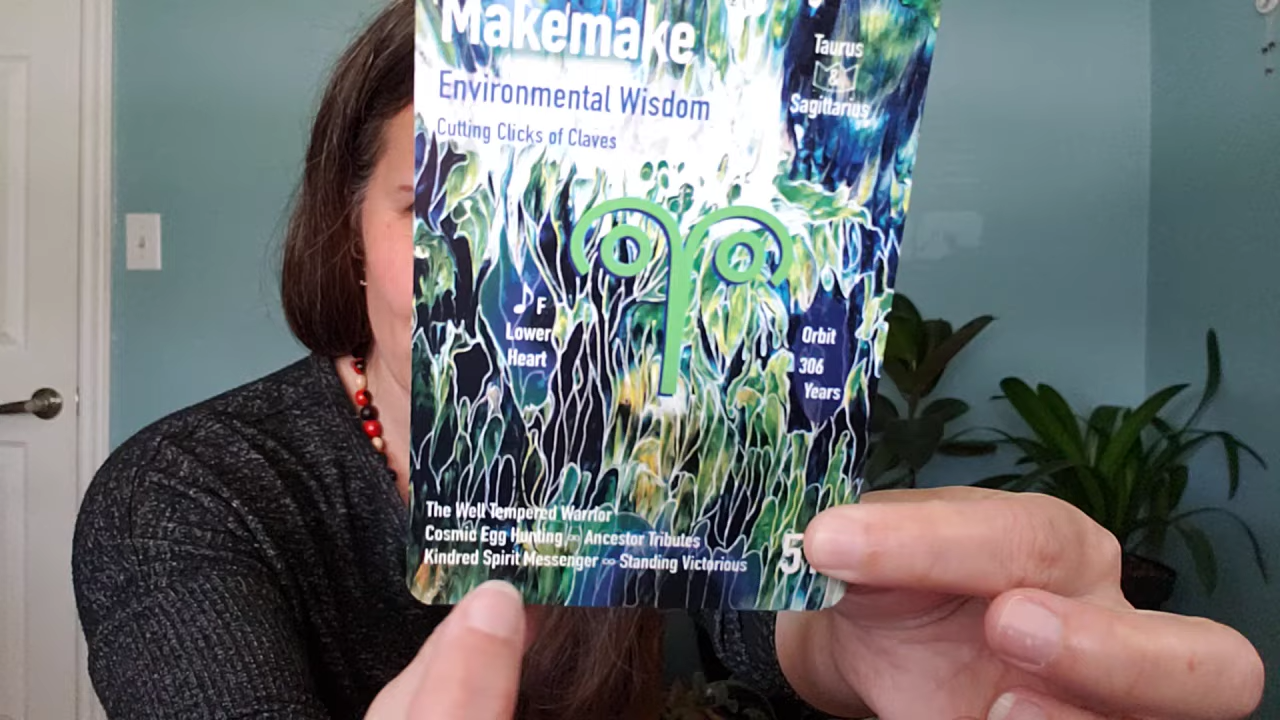 Makemake
Environmental Wisdom
Cutting Clicks of Claves
Taurus
&
Sagittarius
F
Lower
Heart
Orbit
306
Years
The Well Tempered Warrior
Cosmic Egg Hunting ∞ Ancestor Tributes
Kindred Spirit Messenger ∞ Standing Victorious